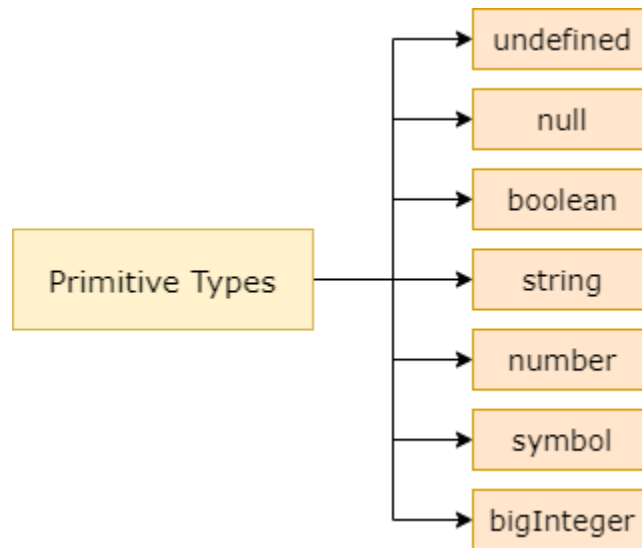 undefined
null
boolean
Primitive Types
string
number
symbol
bigInteger